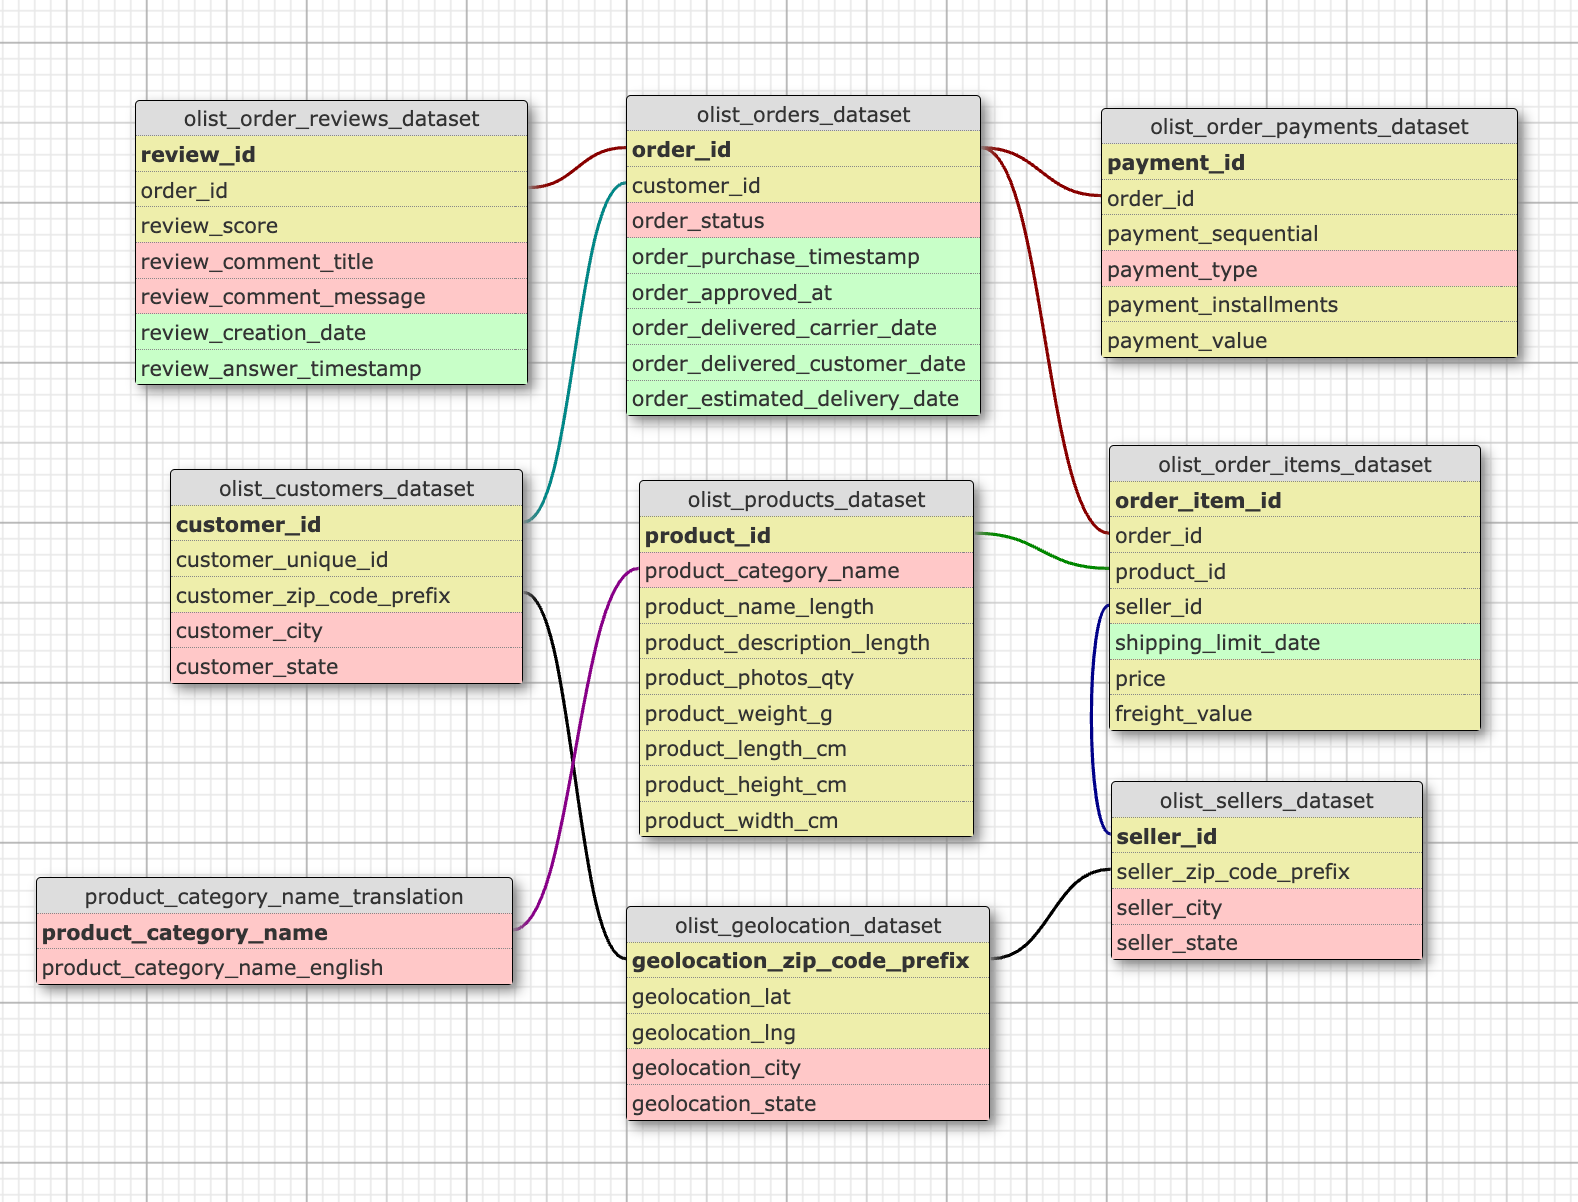 olist_order_reviews_dataset
review_id
order_id
review_score
review_comment_title
review_comment_message
review_creation_date
review_answer_timestamp
olist_orders_dataset
order_id
customer_id
order_status
order_purchase_timestamp
order_approved_at
order_delivered_carrier_date
order_delivered_customer_date
order_estimated_delivery_date
olist_order_payments_dataset
payment_id
order_id
payment_sequential
payment_type
payment_installments
payment_value
olist_customers_dataset
customer_id
customer_unique_id
customer_zip_code_prefix
customer_city
customer_state
olist_products_dataset
product_id
product_category_name
product_name_length
product_description_length
product_photos_qty
product_weight_g
product_length_cm
product_height_cm
product_width_cm
olist_order_items_dataset
order_item_id
order_id
product_id
seller_id
shipping_limit_date
price
freight_value
olist_sellers_dataset
seller_id
seller_zip_code_prefix
seller_city
seller_state
product_category_name_translation
product_category_name
product_category_name_english
olist_geolocation_dataset
geolocation_zip_code_prefix
geolocation_lat
geolocation_lng
geolocation_city
geolocation_state